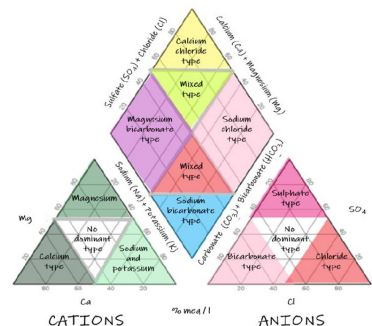 Sulfate (SO4) + Chloride (Cl)
Calcium (Ca) + Magnesium (Mg)
Calcium
chloride
type
Mixed
type
Magnesium
bicarbonate
type
Sodium
chloride
type
Mixed
type
Sodium
bicarbonate
type
Sodium (Na) + Potassium (K)
Carbonate (CO3) + Bicarbonate (HCO3)
Mg
Magnesium
No
dominant
type
Calcium
type
Sodium
and
potassium
Ca
CATIONS
% meq / l
SO4
Sulphate
type
No
dominant
type
Bicarbonate
type
Chloride
type
Cl
ANIONS